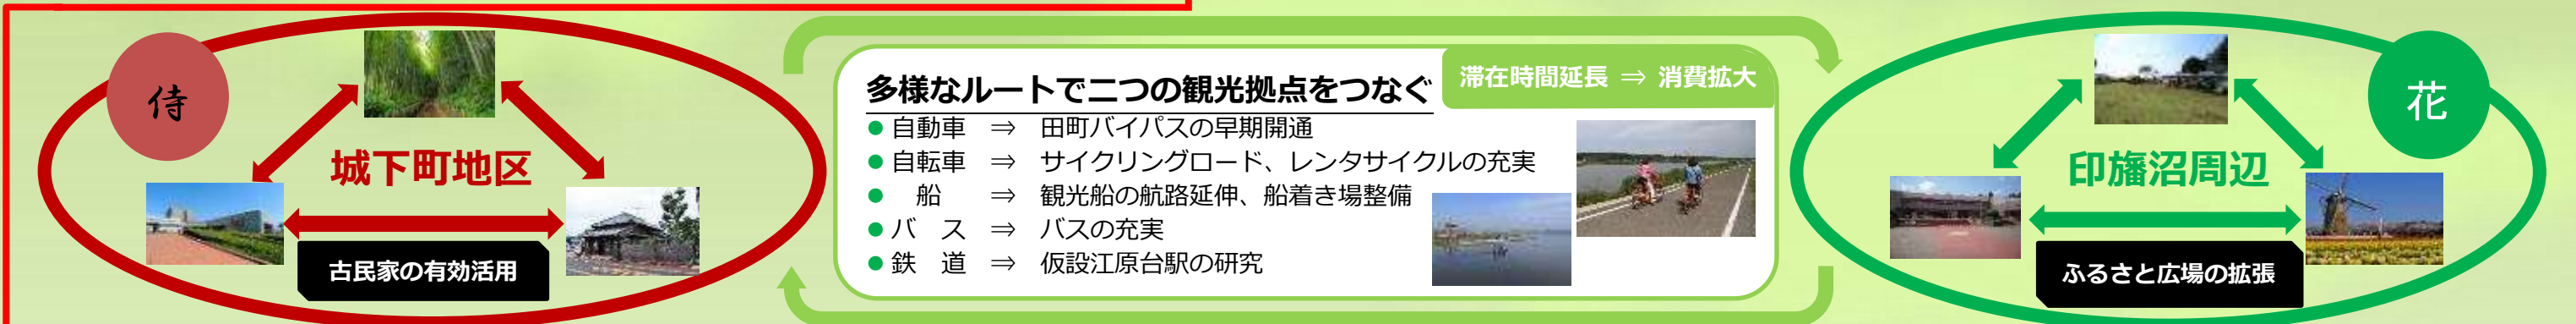 侍
城下町地区
古民家の有効活用
多様なルートで二つの観光拠点をつなぐ
滞在時間延長 ⇒ 消費拡大
● 自動車 ⇒ 田町バイパスの早期開通
● 自転車 ⇒ サイクリングロード、レンタサイクルの充実
● 船 ⇒ 観光船の航路延伸、船着き場整備
● バ ス ⇒ バスの充実
● 鉄 道 ⇒ 仮設江原台駅の研究
花
印旛沼周辺
ふるさと広場の拡張